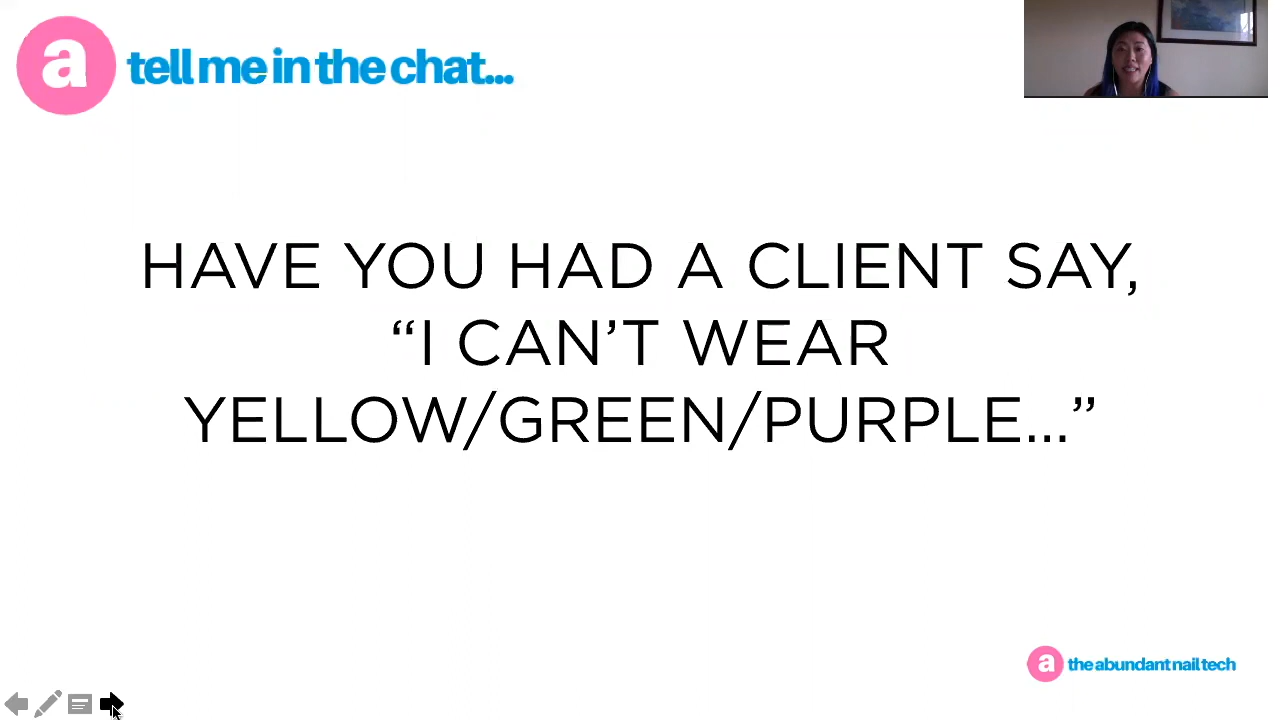 a tell me in the chat...
HAVE YOU HAD A CLIENT SAY,
“I CAN’T WEAR
YELLOW/GREEN/PURPLE...”
a the abundant nail tech